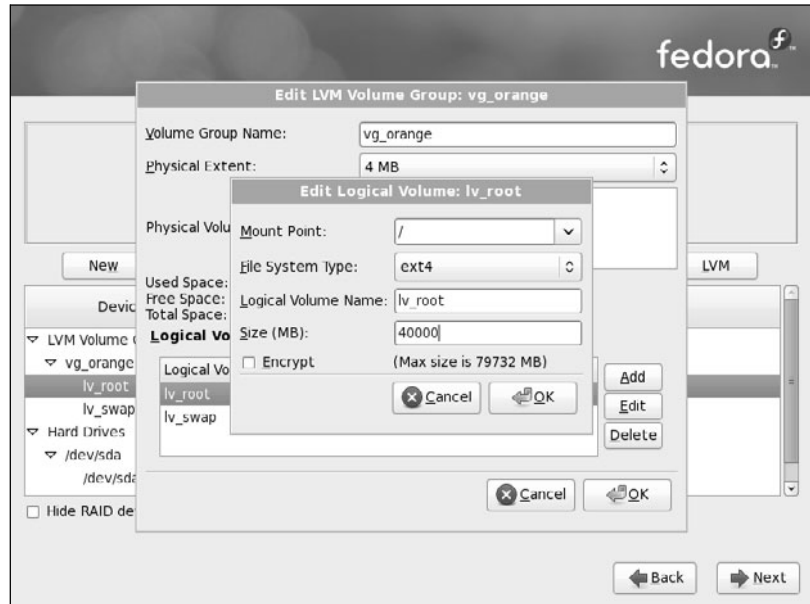 fedora
Edit LVM Volume Group: vg_orange
Volume Group Name: vg_orange
Physical Extent: 4 MB
Edit Logical Volume: lv_root
Physical Volu
Mount Point: /
File System Type: ext4
New
LVM
Used Space:
Free Space:
Total Space:
Logical Volume Name: lv_root
Devic
LVM Volume
Logical Vo
Size (MB): 40000
vg_orange
Logical Vo
Encrypt (Max size is 79732 MB)
Add
lv_root
lv_root
Cancel
OK
Edit
lv_swap
lv_swap
Delete
Hard Drives
/dev/sda
/dev/sda
Cancel
OK
Hide RAID de
Back
Next